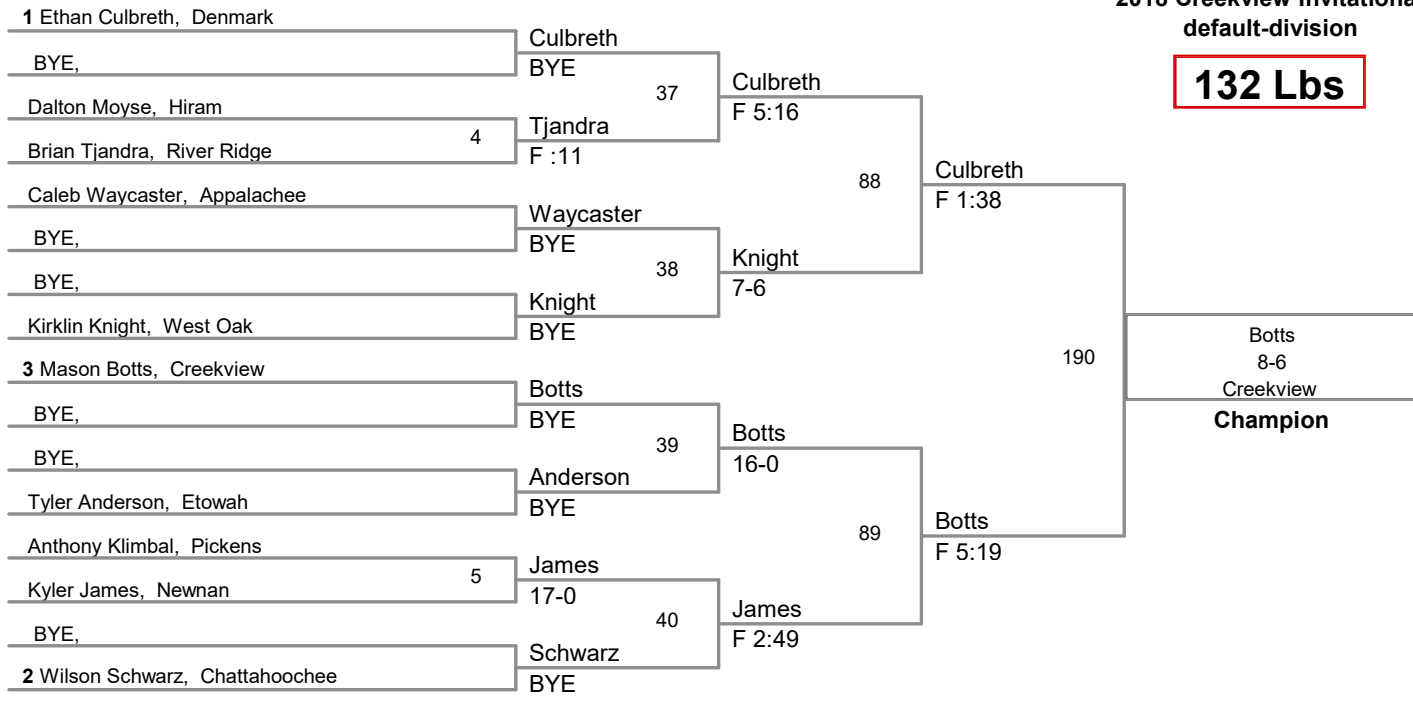 2018 Creekview Invitational
default-division
132 Lbs
1 Ethan Culbreth, Denmark
BYE,
Dalton Moyse, Hiram
Brian Tjandra, River Ridge
Caleb Waycaster, Appalachee
BYE,
BYE,
Kirklin Knight, West Oak
3 Mason Botts, Creekview
BYE,
BYE,
Tyler Anderson, Etowah
Anthony Klimbal, Pickens
Kyler James, Newnan
BYE,
2 Wilson Schwarz, Chattahoochee
4
5
Culbreth
BYE
Tjandra
F :11
Waycaster
BYE
Knight
BYE
Botts
BYE
Anderson
BYE
James
17-0
Schwarz
BYE
37
38
39
40
Culbreth
F 5:16
Knight
7-6
Botts
16-0
James
F 2:49
88
89
Culbreth
F 1:38
Botts
F 5:19
190
Botts
8-6
Creekview
Champion